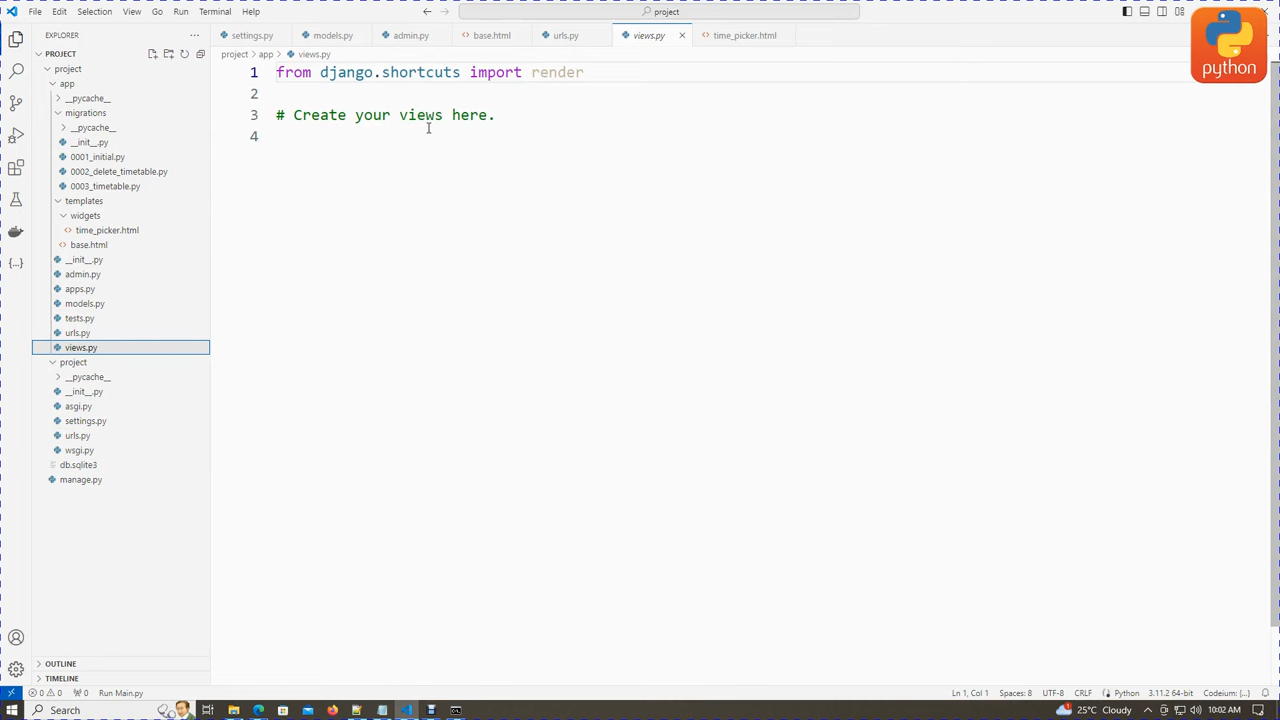 File Edit Selection View Go Run Terminal Help
project
EXPLORER
settings.py models.py admin.py base.html urls.py views.py time_picker.html
PROJECT
project > app > views.py
python
project
app
__pycache__
migrations
__pycache__
__init__.py
0001_initial.py
0002_delete_timetable.py
0003_timetable.py
templates
widgets
time_picker.html
base.html
__init__.py
admin.py
apps.py
models.py
tests.py
urls.py
views.py
project
__pycache__
__init__.py
asgi.py
settings.py
urls.py
wsgi.py
db.sqlite3
manage.py
OUTLINE
TIMELINE
1 from django.shortcuts import render
2
3 # Create your views here.
4
0 0 0 Run Main.py
Ln 1, Col 1 Spaces: 8 UTF-8 CRLF Python 3.11.2 64-bit Codeium: {...}
Search
1 25°C Cloudy 10:02 AM